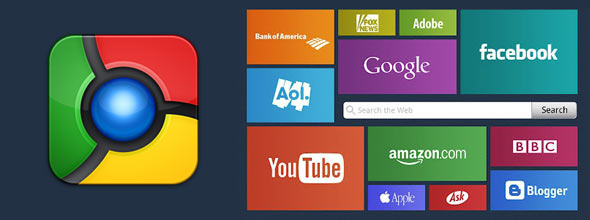 Bank of America
FOX
NEWS
Adobe
facebook
Google
Aol.
Search the Web
Search
YouTube
amazon.com
BBC
Apple
Ask
Blogger